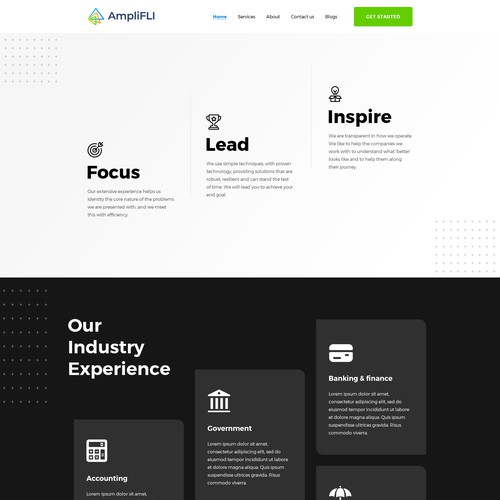 AmpliFLI
Home Services About Contact us Blogs GET STARTED
Focus
Our extensive experience helps us
identity the core nature of the problems
we are presented with, and we meet
this with efficiency.
Lead
We use simple techniques, with proven
technology, providing solutions that are
robust, resilient and can stand the test
of time. We will lead you to achieve your
end goal.
Inspire
We are transparent in how we operate.
We like to help the companies we
work with to understand what 'better'
looks like and to help them along
their journey.
Our
Industry
Experience
Accounting
Lorem ipsum dolor sit amet,
Government
Lorem ipsum dolor sit amet,
consectetur adipiscing elit, sed do
eiusmod tempor ut labore et dolore
magna aliqua. Quis ipsum
suspendisse ultrices gravida. Risus
commodo viverra.
Banking & finance
Lorem ipsum dolor sit amet,
consectetur adipiscing elit, sed do
eiusmod tempor ut labore et dolore
magna aliqua. Quis ipsum
suspendisse ultrices gravida. Risus
commodo viverra.